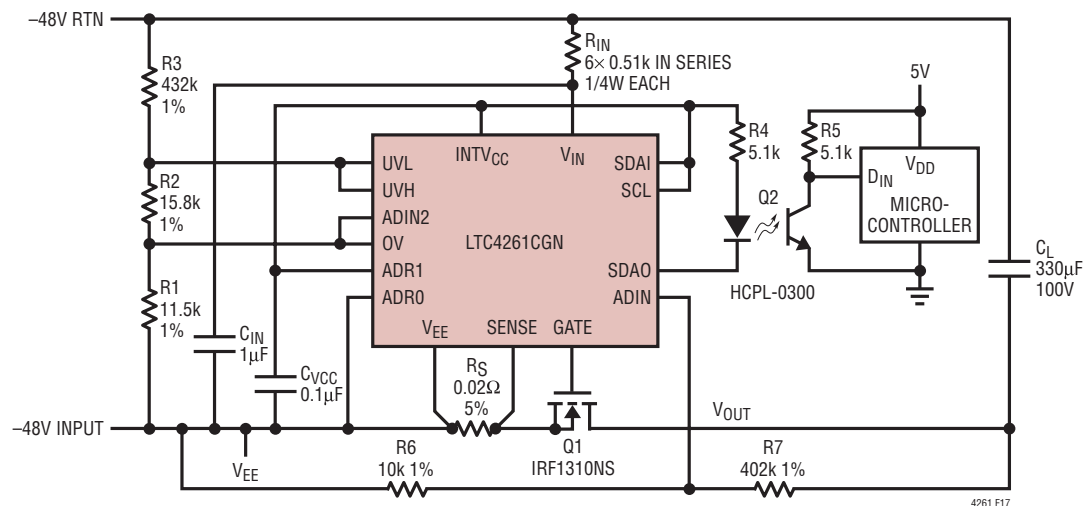 –48V RTN
R3
432k
1%
R2
15.8k
1%
R1
11.5k
1%
RIN
6× 0.51k IN SERIES
1/4W EACH
CIN
1µF
CVCC
0.1µF
UVL
UVH
ADIN2
OV
ADR1
ADR0
INTVCC
VIN
LTC4261CGN
SDAI
SCL
SDAO
ADIN
VEE
SENSE
GATE
RS
0.02Ω
5%
R4
5.1k
Q2
HCPL-0300
R5
5.1k
5V
VDD
DIN
MICRO-
CONTROLLER
CL
330µF
100V
–48V INPUT
VEE
Q1
IRF1310NS
VOUT
R6
10k 1%
R7
402k 1%
4261 F17